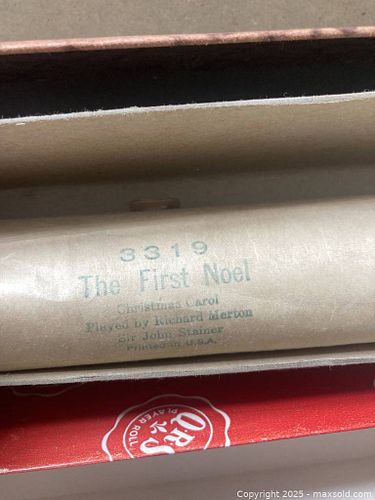 3319
The First Noel
Christmas Carol
Played by Richard Merton
Sir John Stainer
Printed in U.S.A.
PLAYER ROLL
Copyright 2025 - maxsold.com